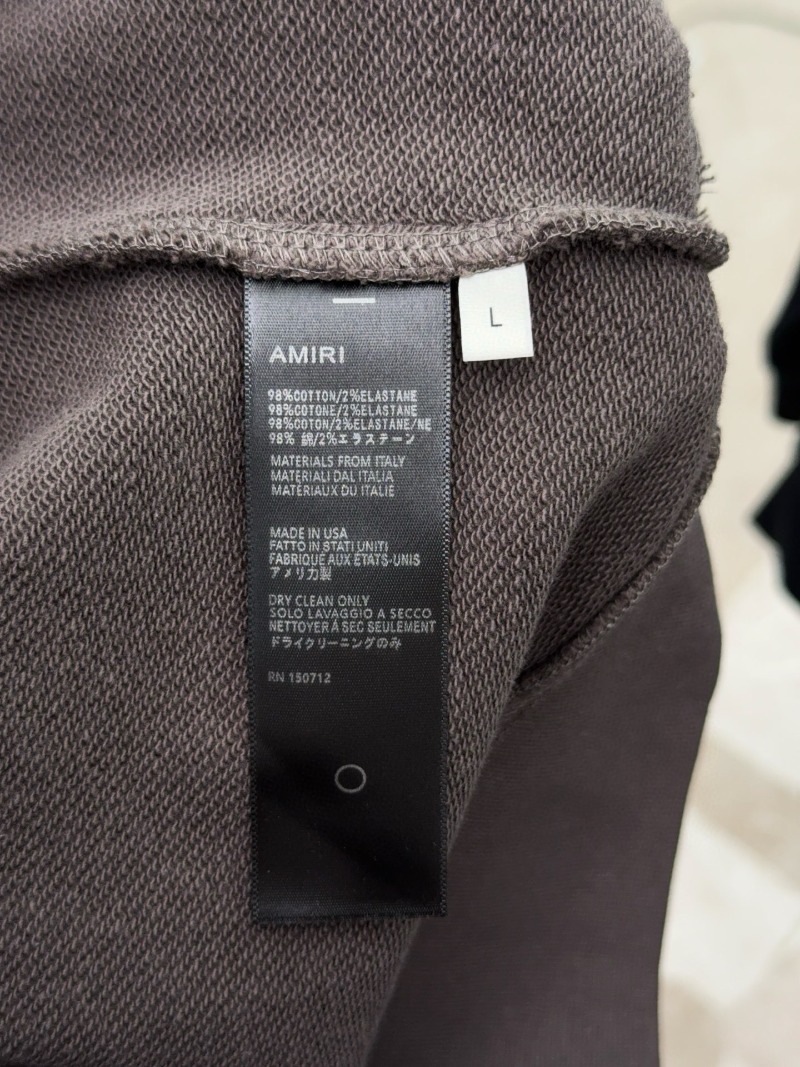 AMIRI
L
98%COTTON/2%ELASTANE
98%COTONE/2%ELASTANE
98%COTON/2%ELASTANE/NE
98% 綿/2%エラステーン
MATERIALS FROM ITALY
MATERIALI DAL ITALIA
MATERIAUX DU ITALIE
MADE IN USA
FATTO IN STATI UNITI
FABRIQUE AUX ÉTATS-UNIS
アメリカ製
DRY CLEAN ONLY
SOLO LAVAGGIO A SECCO
NETTOYER À SEC SEULEMENT
ドライクリーニングのみ
RN 150712